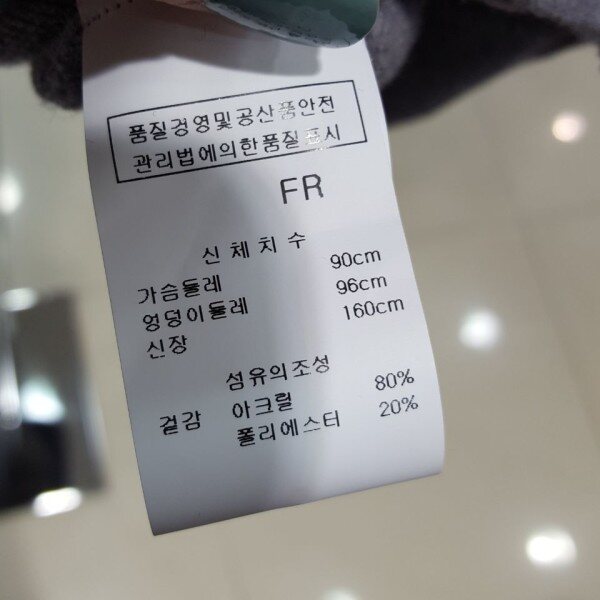 품질경영및공산품안전
관리법에의한품질표시
FR
신체치수
가슴둘레 90cm
엉덩이둘레 96cm
신장 160cm
섬유의조성
겉감 아크럴 80%
폴리에스터 20%